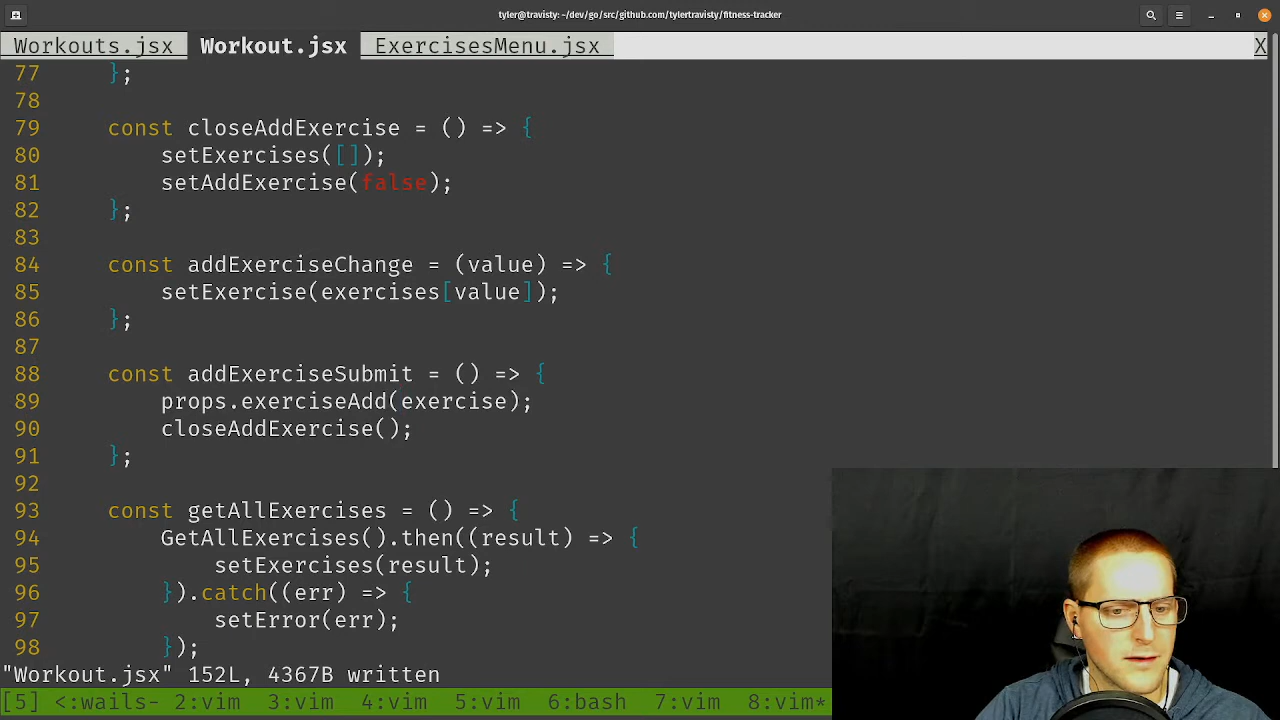 tyler@travisty: ~/dev/go/src/github.com/tylertravisty/fitness-tracker
Workouts.jsx Workout.jsx ExercisesMenu.jsx X
77 };
78
79 const closeAddExercise = () => {
80 setExercises([]);
81 setAddExercise(false);
82 };
83
84 const addExerciseChange = (value) => {
85 setExercise(exercises[value]);
86 };
87
88 const addExerciseSubmit = () => {
89 props.exerciseAdd(exercise);
90 closeAddExercise();
91 };
92
93 const getAllExercises = () => {
94 GetAllExercises().then((result) => {
95 setExercises(result);
96 }).catch((err) => {
97 setError(err);
98 });
"Workout.jsx" 152L, 4367B written
[5] <:wails- 2:vim 3:vim 4:vim 5:vim 6:bash 7:vim 8:vim*